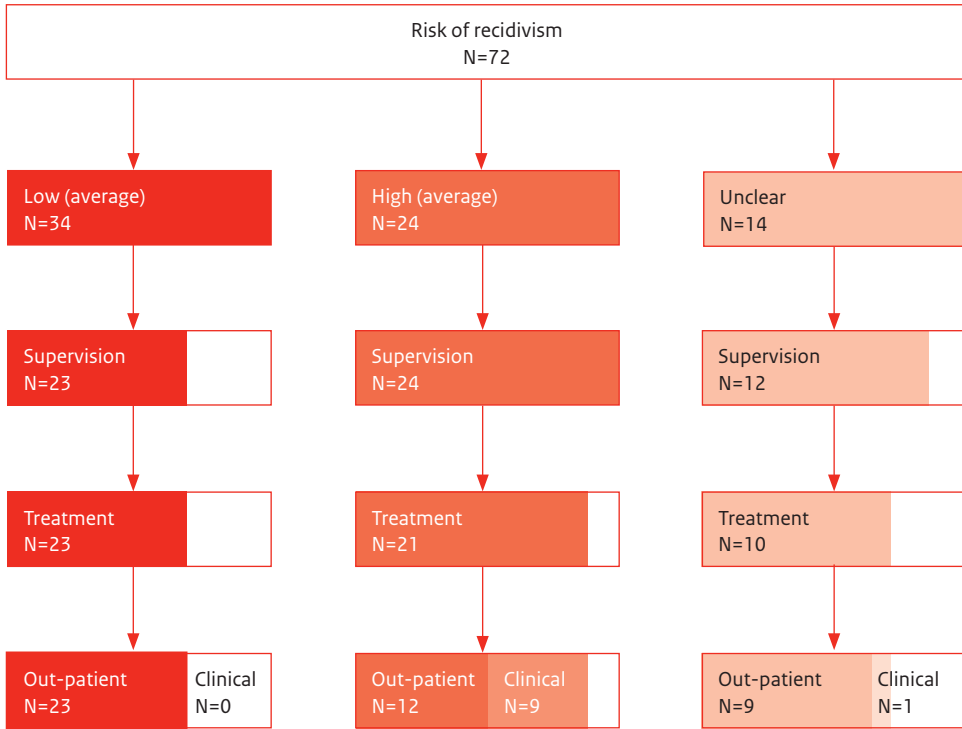 Risk of recidivism
N=72
Low (average)
N=34
High (average)
N=24
Unclear
N=14
Supervision
N=23
Supervision
N=24
Supervision
N=12
Treatment
N=23
Treatment
N=21
Treatment
N=10
Out-patient
N=23
Clinical
N=0
Out-patient
N=12
Clinical
N=9
Out-patient
N=9
Clinical
N=1